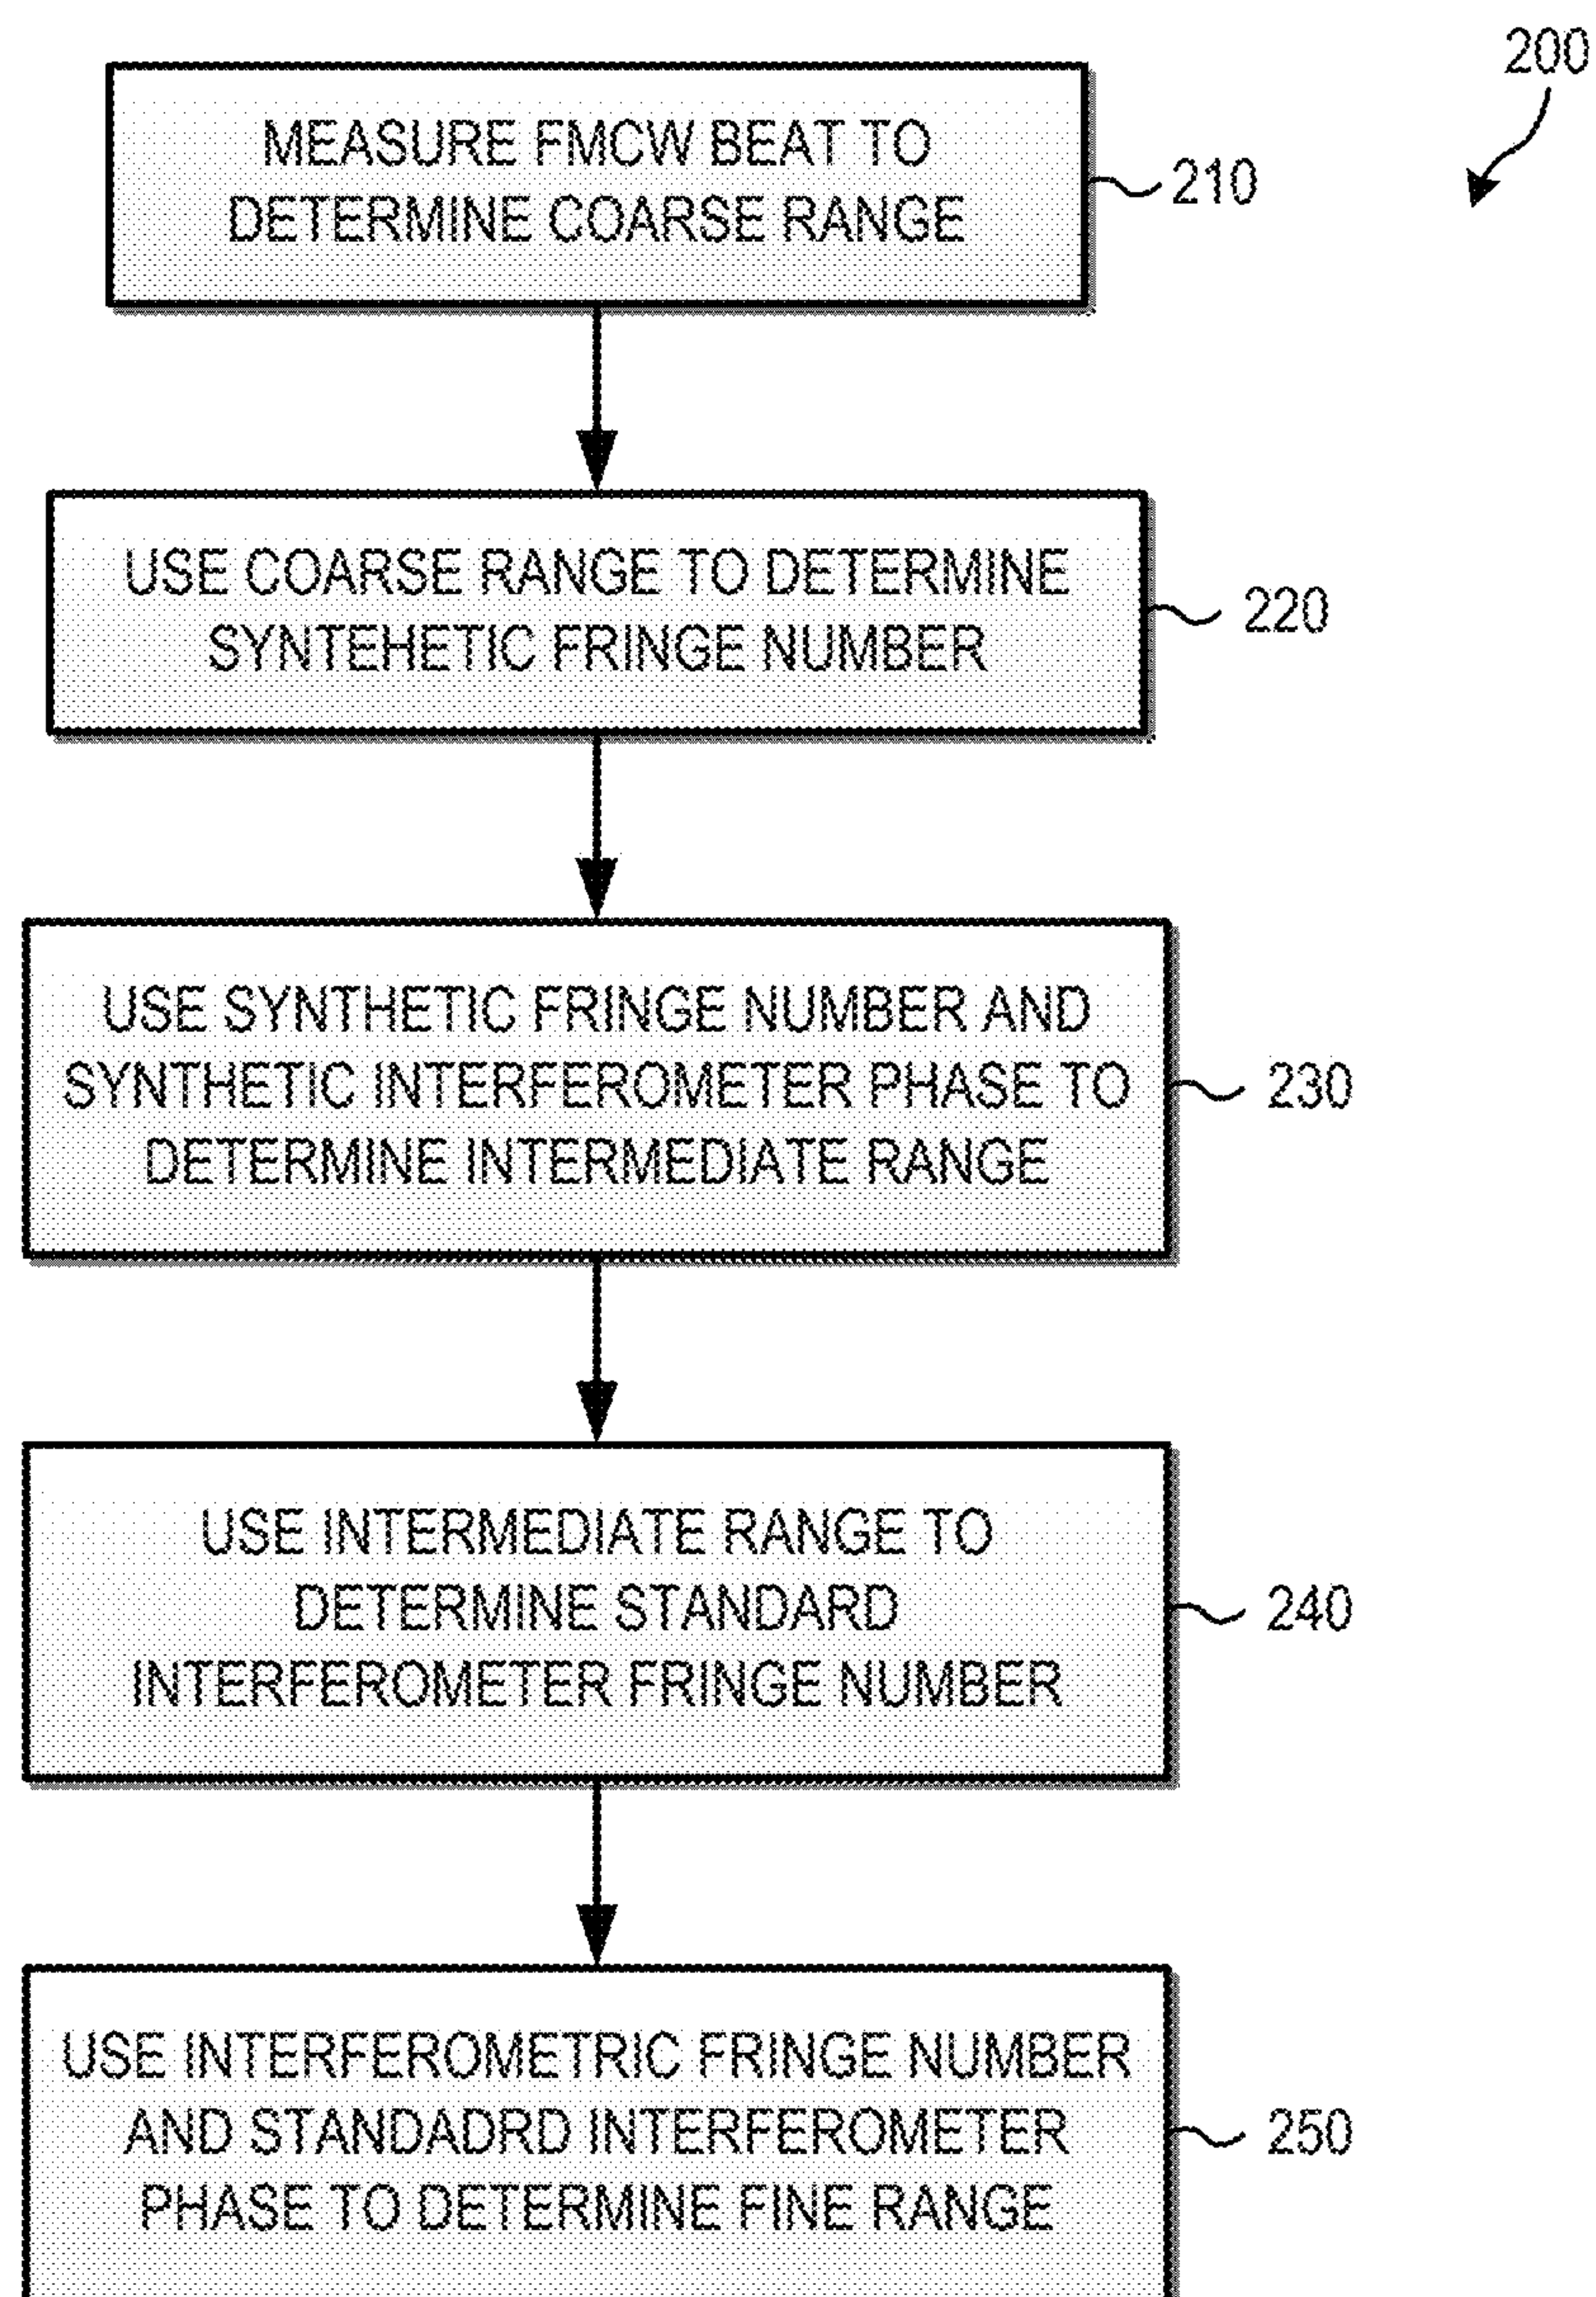 200
MEASURE FMCW BEAT TO
DETERMINE COARSE RANGE
210
USE COARSE RANGE TO DETERMINE
SYNTEHETIC FRINGE NUMBER
220
USE SYNTHETIC FRINGE NUMBER AND
SYNTHETIC INTERFEROMETER PHASE TO
DETERMINE INTERMEDIATE RANGE
230
USE INTERMEDIATE RANGE TO
DETERMINE STANDARD
INTERFEROMETER FRINGE NUMBER
240
USE INTERFEROMETRIC FRINGE NUMBER
AND STANDADRD INTERFEROMETER
PHASE TO DETERMINE FINE RANGE
250